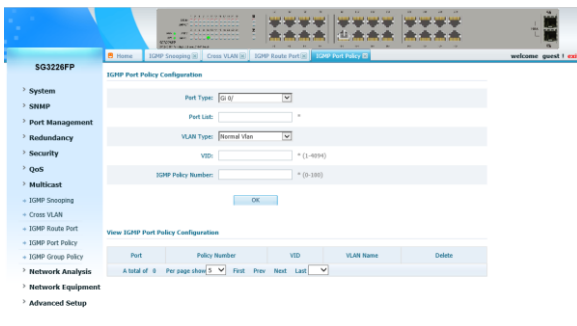 Home IGMP Snooping Cross VLAN IGMP Route Port IGMP Port Policy welcome guest ! exit
SG3226FP
System
SNMP
Port Management
Redundancy
Security
QoS
Multicast
IGMP Snooping
Cross VLAN
IGMP Route Port
IGMP Port Policy
IGMP Group Policy
Network Analysis
Network Equipment
Advanced Setup
IGMP Port Policy Configuration
Port Type: Gi 0/
Port List: *
VLAN Type: Normal Vlan
VID: * (1-4094)
IGMP Policy Number: * (0-100)
OK
View IGMP Port Policy Configuration
Port Policy Number VID VLAN Name Delete
A total of 0 Per page show 5 First Prev Next Last